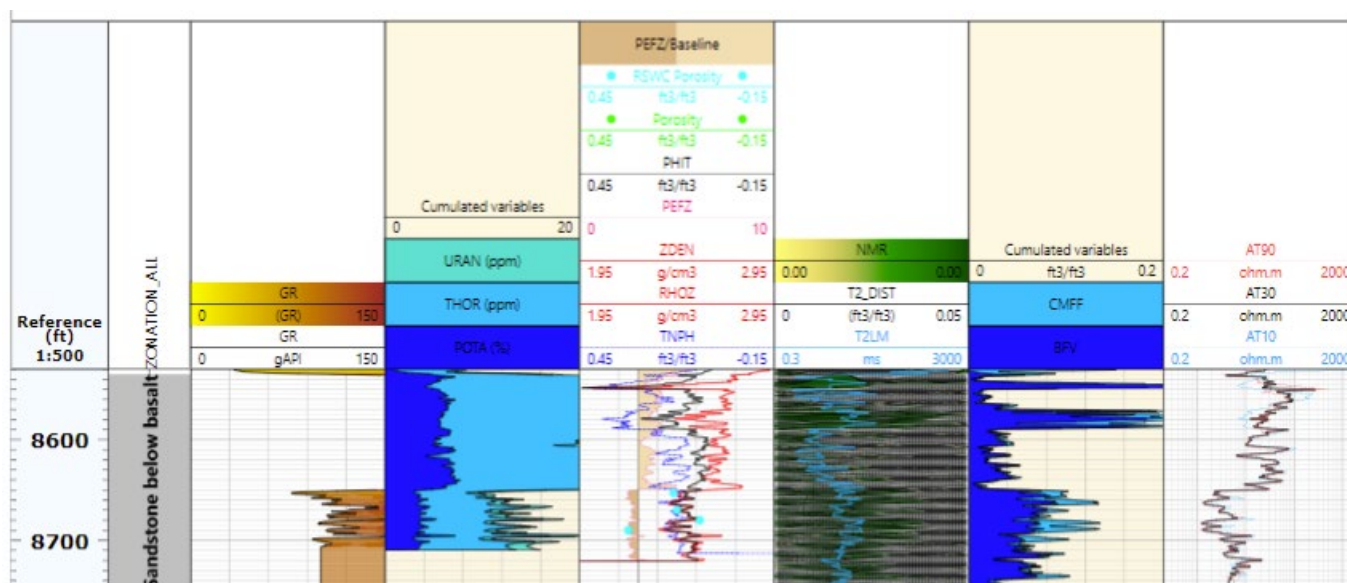 PEFZ/Baseline
RSWC Porosity
0.45 ft3/ft3 -0.15
Porosity
0.45 ft3/ft3 -0.15
PHIT
0.45 ft3/ft3 -0.15
PEFZ
0 10
ZDEN
1.95 g/cm3 2.95
RHOZ
1.95 g/cm3 2.95
TNPH
0.45 ft3/ft3 -0.15
Reference
(ft)
1:500
ZONATION_ALL
GR
0 (GR) 150
GR
0 gAPI 150
Cumulated variables
0 20
URAN (ppm)
THOR (ppm)
POTA (%)
NMR
0.00 0.00
T2_DIST
0 (ft3/ft3) 0.05
T2LM
0.3 ms 3000
Cumulated variables
0 ft3/ft3 0.2
CMFF
BFV
AT90
0.2 ohm.m 2000
AT30
0.2 ohm.m 2000
AT10
0.2 ohm.m 2000
8600
8700
Sandstone below basalt